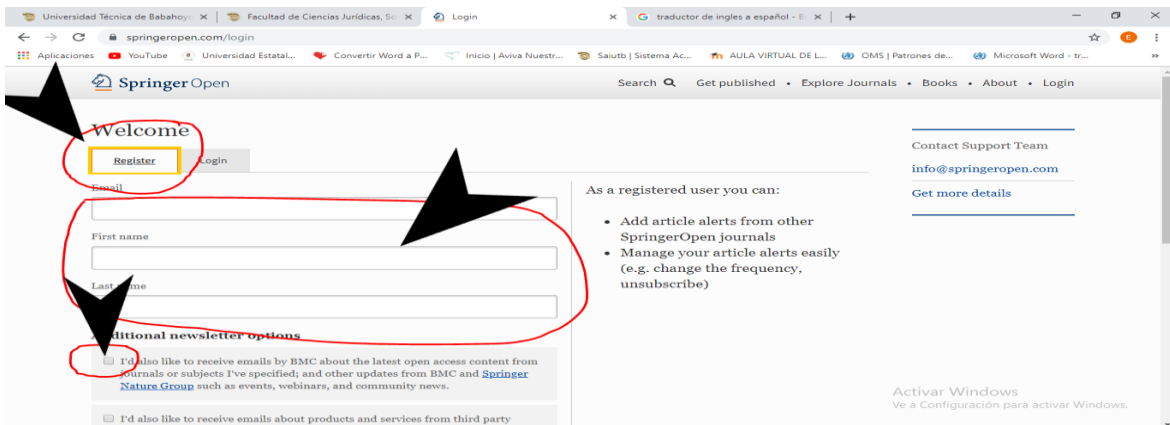 Universidad Técnica de Babahoyo
Facultad de Ciencias Jurídicas, So
Login
traductor de ingles a español - B
springeropen.com/login
E
Aplicaciones
YouTube
Universidad Estatal...
Convertir Word a P...
Inicio | Aviva Nuestr...
Saiutb | Sistema Ac...
AULA VIRTUAL DE L...
OMS | Patrones de...
Microsoft Word - tr...
Springer Open
Search
Get published • Explore Journals • Books • About • Login
Welcome
Register
Login
Email
First name
Last name
Additional newsletter options
I'd also like to receive emails by BMC about the latest open access content from
journals or subjects I've specified; and other updates from BMC and Springer
Nature Group such as events, webinars, and community news.
I'd also like to receive emails about products and services from third party
As a registered user you can:
• Add article alerts from other
SpringerOpen journals
• Manage your article alerts easily
(e.g. change the frequency,
unsubscribe)
Contact Support Team
info@springeropen.com
Get more details
Activar Windows
Ve a Configuración para activar Windows.